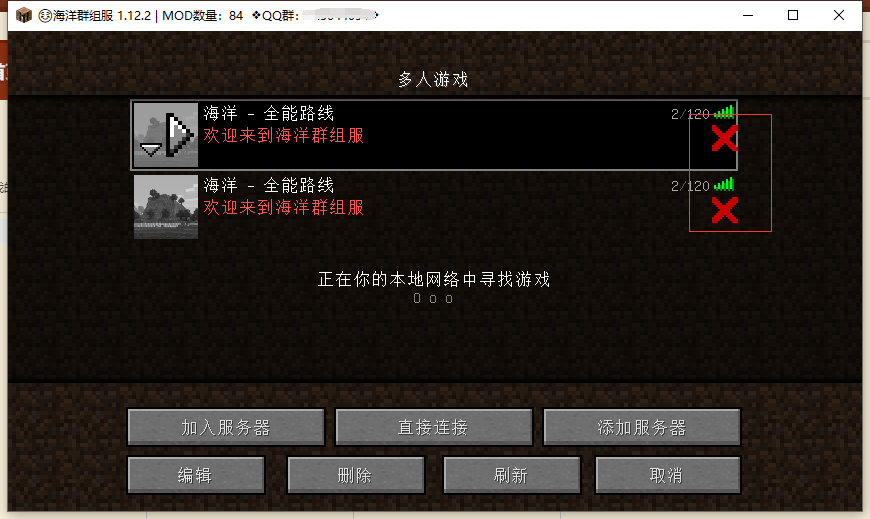 海洋群组服 1.12.2 | MOD数量：84 ❖QQ群：
多人游戏
海洋 - 全能路线
2/120
欢迎来到海洋群组服
海洋 - 全能路线
2/120
欢迎来到海洋群组服
正在你的本地网络中寻找游戏
O o o
加入服务器
直接连接
添加服务器
编辑
删除
刷新
取消